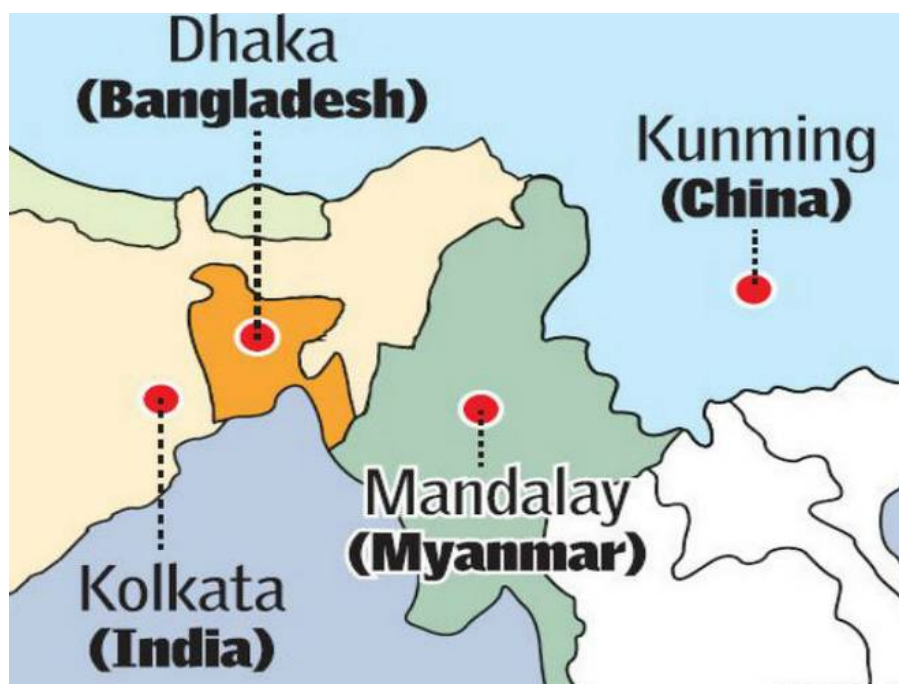 Dhaka
(Bangladesh)
Kunming
(China)
Mandalay
(Myanmar)
Kolkata
(India)